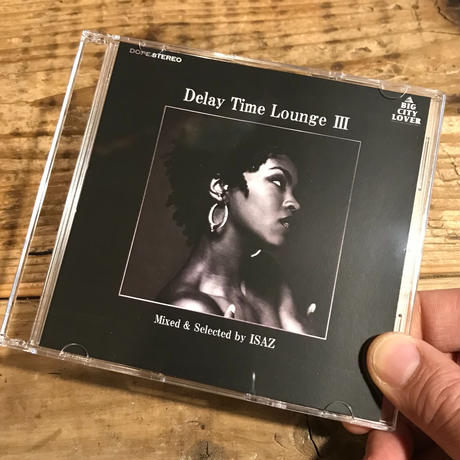 DOPE STEREO
Delay Time Lounge III
A
BIG
CITY
LOVER
Mixed & Selected by ISAZ